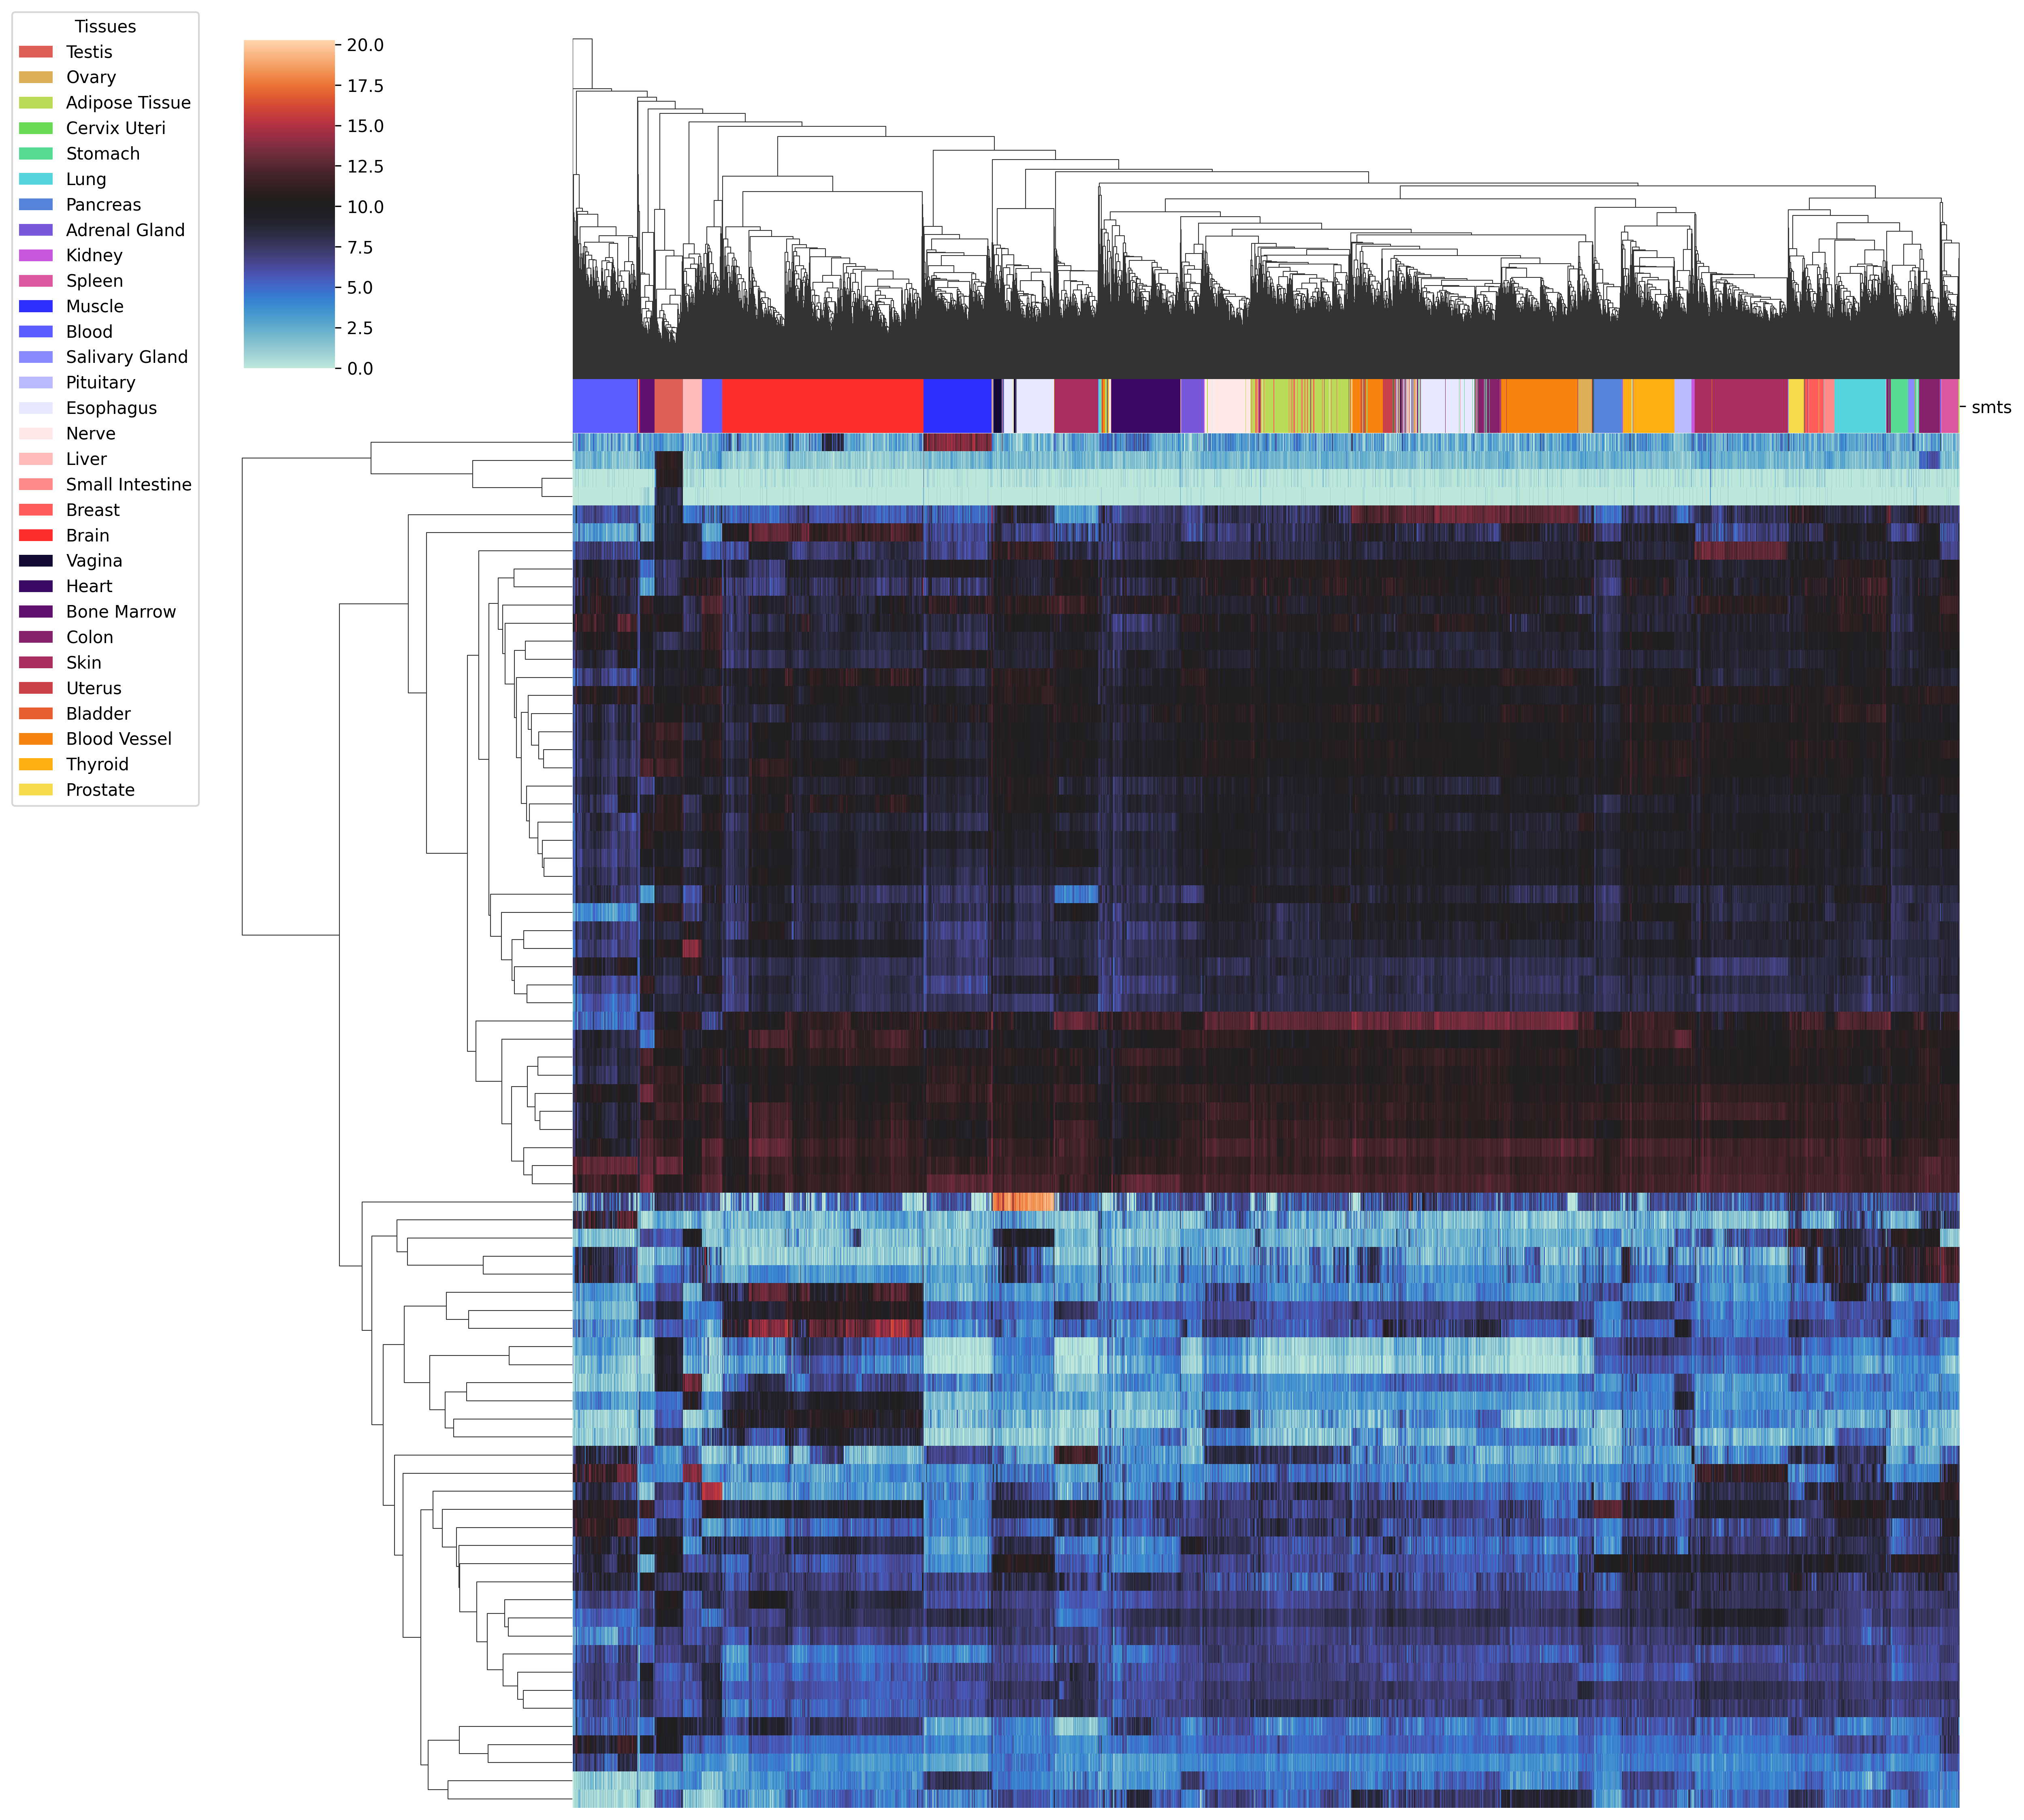 Tissues
Testis
Ovary
Adipose Tissue
Cervix Uteri
Stomach
Lung
Pancreas
Adrenal Gland
Kidney
Spleen
Muscle
Blood
Salivary Gland
Pituitary
Esophagus
Nerve
Liver
Small Intestine
Breast
Brain
Vagina
Heart
Bone Marrow
Colon
Skin
Uterus
Bladder
Blood Vessel
Thyroid
Prostate
20.0
17.5
15.0
12.5
10.0
7.5
5.0
2.5
0.0
smts